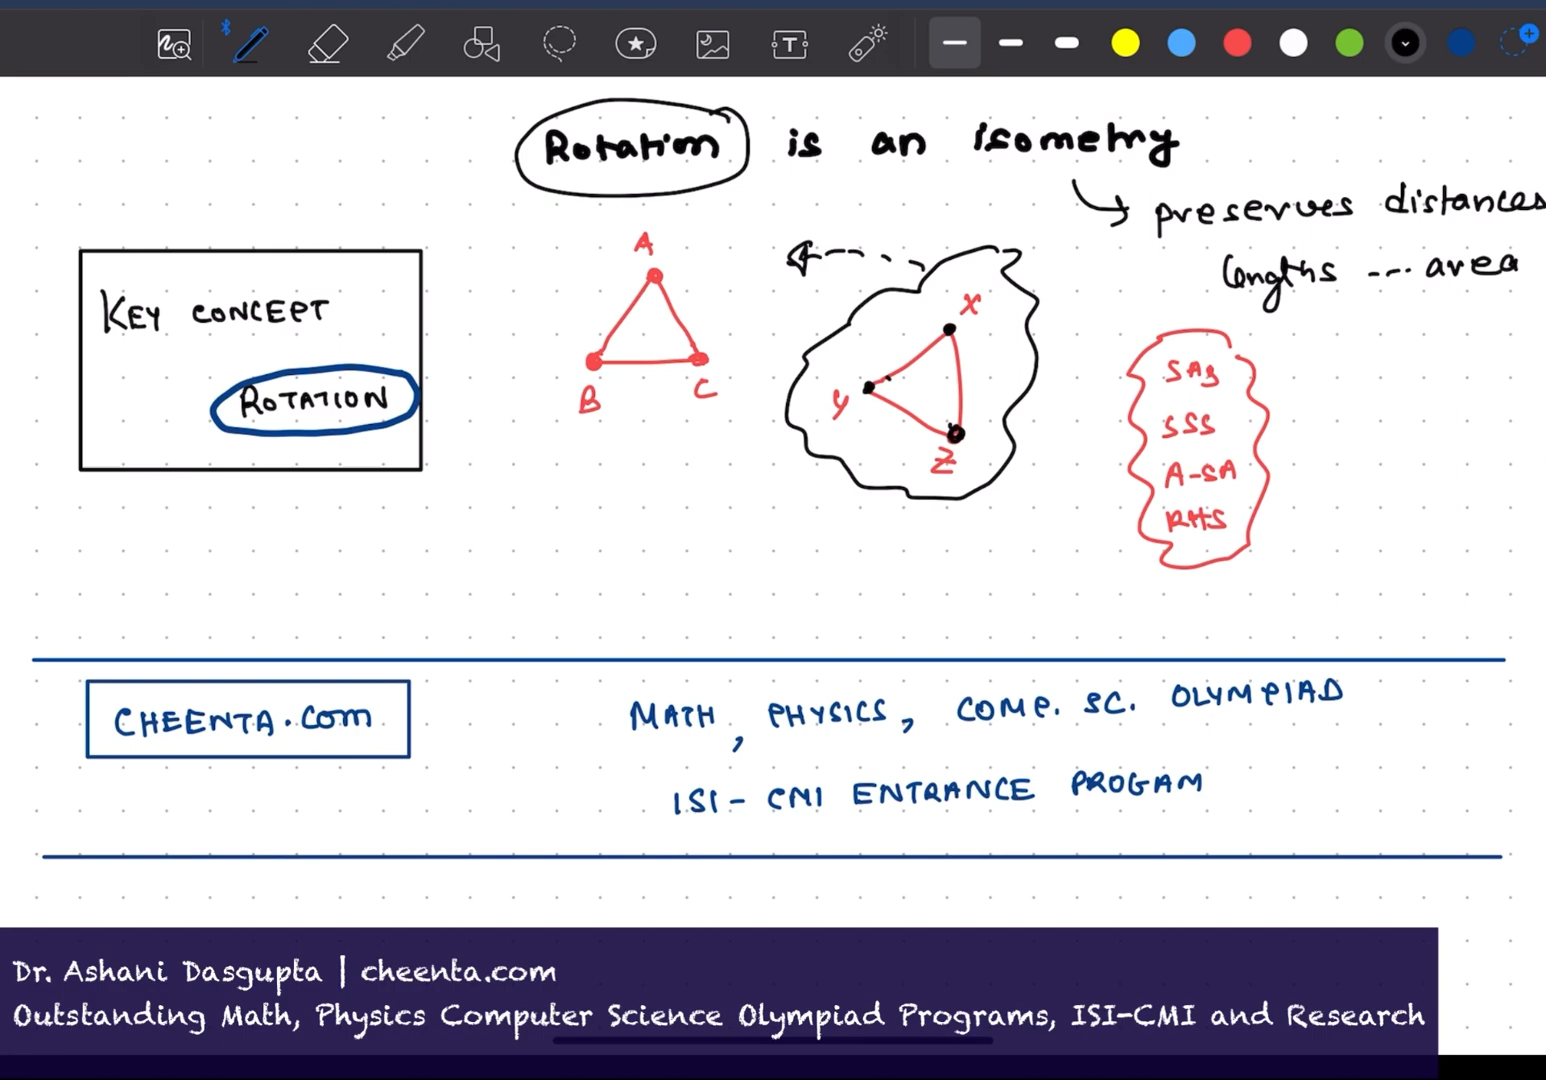 Rotation is an isometry
preserves distances
lengths --- area
KEY CONCEPT
ROTATION
A
B
C
X
Y
Z
SAS
SSS
A-SA
RHS
CHEENTA.COM
MATH, PHYSICS, COMP. SC. OLYMPIAD
ISI - CMI ENTRANCE PROGAM
Dr. Ashani Dasgupta | cheenta.com
Outstanding Math, Physics Computer Science Olympiad Programs, ISI-CMI and Research